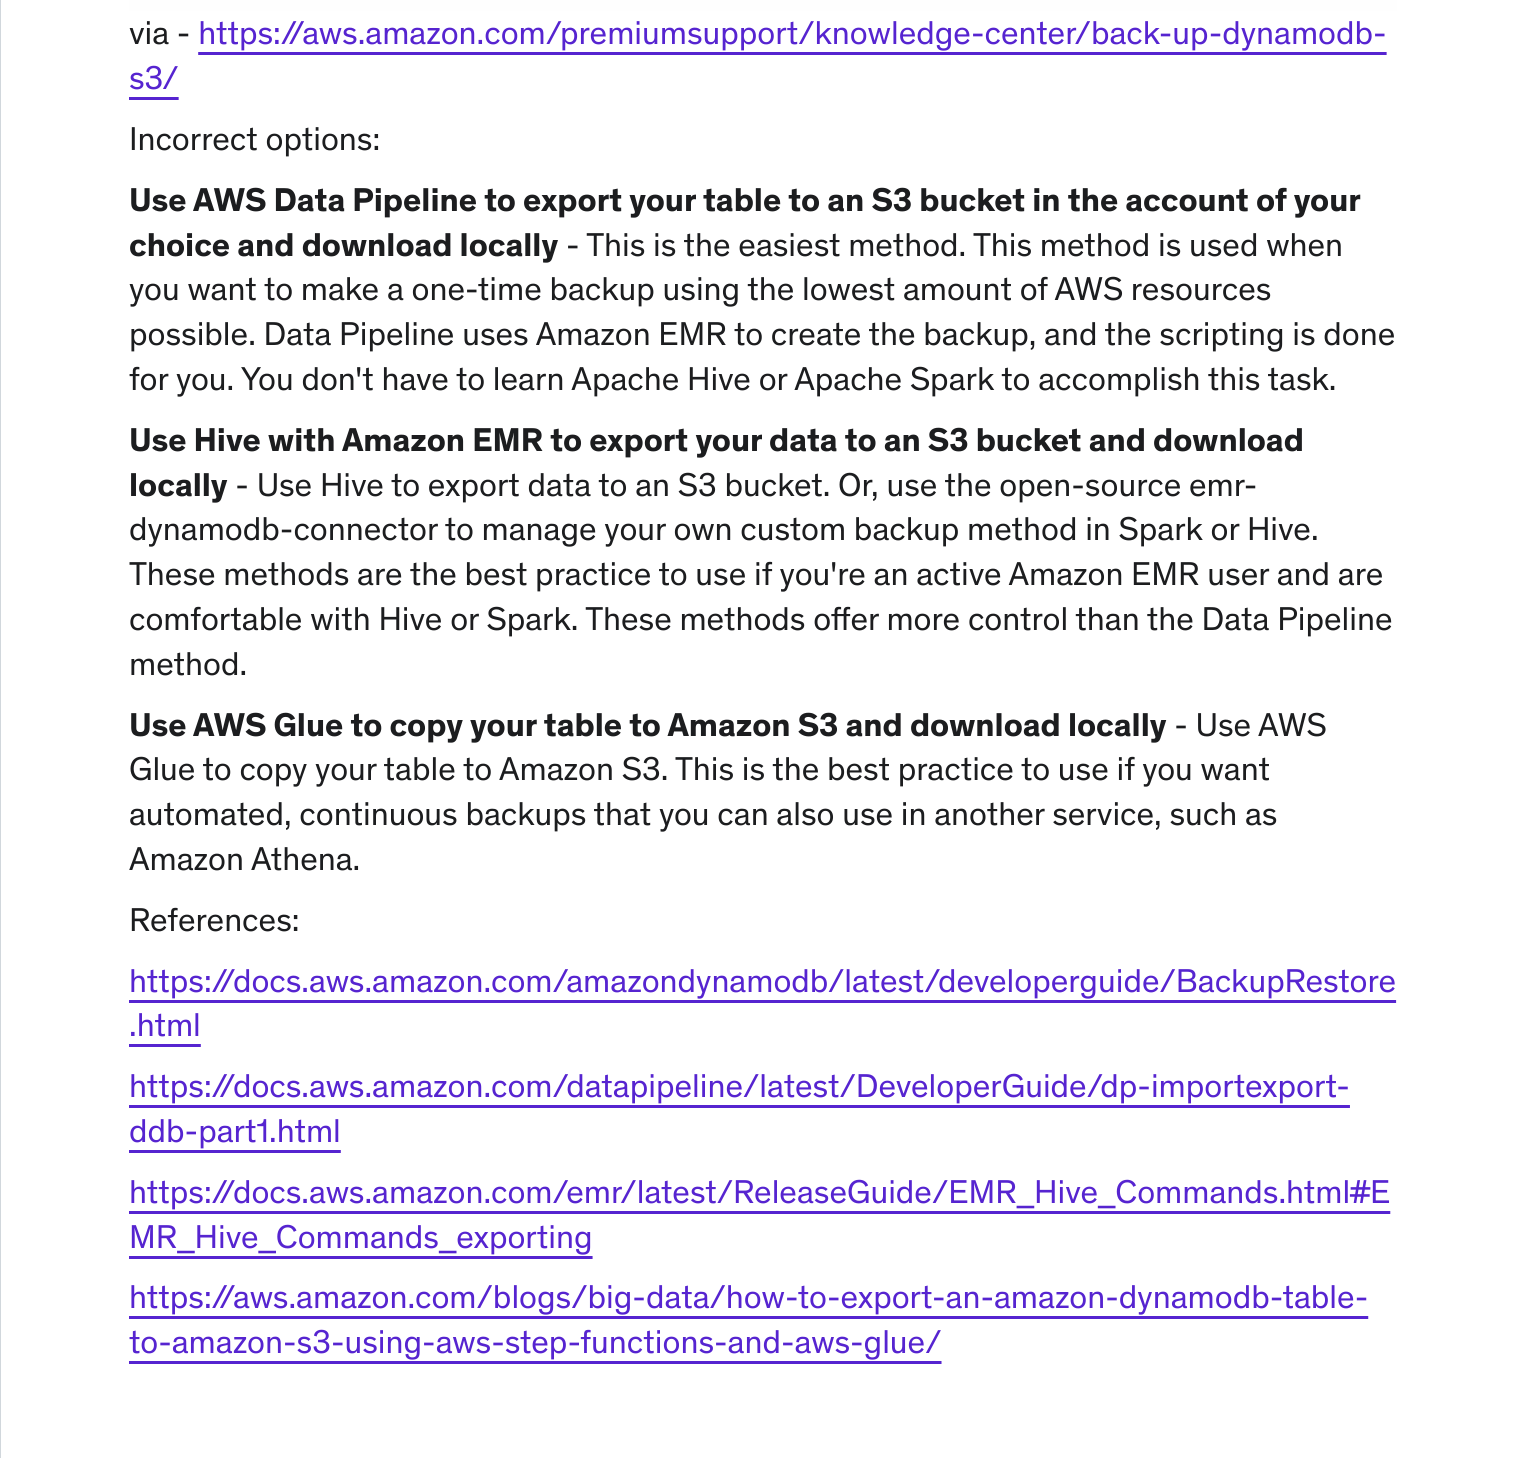 via - https://aws.amazon.com/premiumsupport/knowledge-center/back-up-dynamodb-
s3/
Incorrect options:
Use AWS Data Pipeline to export your table to an S3 bucket in the account of your
choice and download locally - This is the easiest method. This method is used when
you want to make a one-time backup using the lowest amount of AWS resources
possible. Data Pipeline uses Amazon EMR to create the backup, and the scripting is done
for you. You don't have to learn Apache Hive or Apache Spark to accomplish this task.
Use Hive with Amazon EMR to export your data to an S3 bucket and download
locally - Use Hive to export data to an S3 bucket. Or, use the open-source emr-
dynamodb-connector to manage your own custom backup method in Spark or Hive.
These methods are the best practice to use if you're an active Amazon EMR user and are
comfortable with Hive or Spark. These methods offer more control than the Data Pipeline
method.
Use AWS Glue to copy your table to Amazon S3 and download locally - Use AWS
Glue to copy your table to Amazon S3. This is the best practice to use if you want
automated, continuous backups that you can also use in another service, such as
Amazon Athena.
References:
https://docs.aws.amazon.com/amazondynamodb/latest/developerguide/BackupRestore
.html
https://docs.aws.amazon.com/datapipeline/latest/DeveloperGuide/dp-importexport-
ddb-part1.html
https://docs.aws.amazon.com/emr/latest/ReleaseGuide/EMR_Hive_Commands.html#E
MR_Hive_Commands_exporting
https://aws.amazon.com/blogs/big-data/how-to-export-an-amazon-dynamodb-table-
to-amazon-s3-using-aws-step-functions-and-aws-glue/